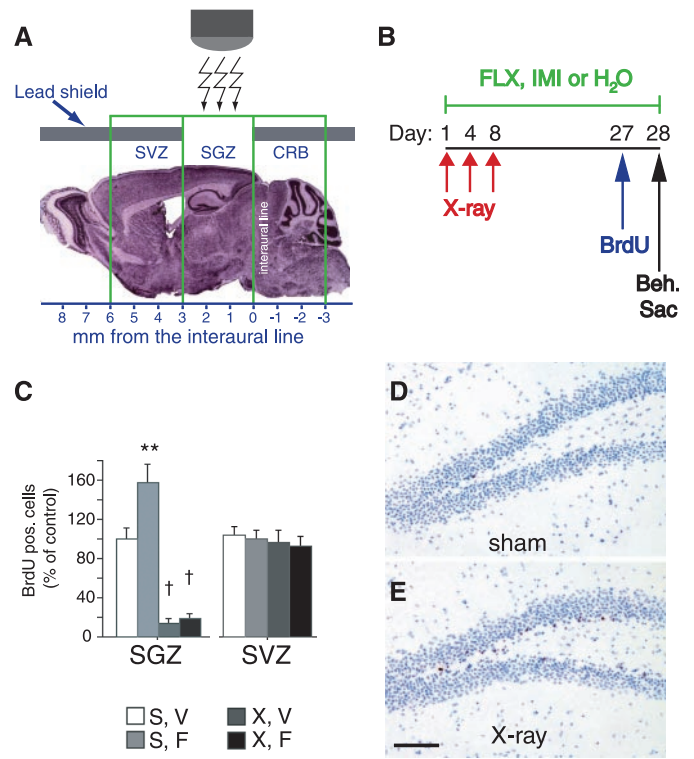 A
Lead shield
SVZ SGZ CRB
interaural line
8 7 6 5 4 3 2 1 0 -1 -2 -3
mm from the interaural line
B
FLX, IMI or H₂O
Day: 1 4 8 27 28
X-ray
BrdU
Beh.
Sac
C
BrdU pos. cells
(% of control)
160
120
80
40
0
**
†
†
SGZ SVZ
S, V X, V
S, F X, F
D
sham
E
X-ray